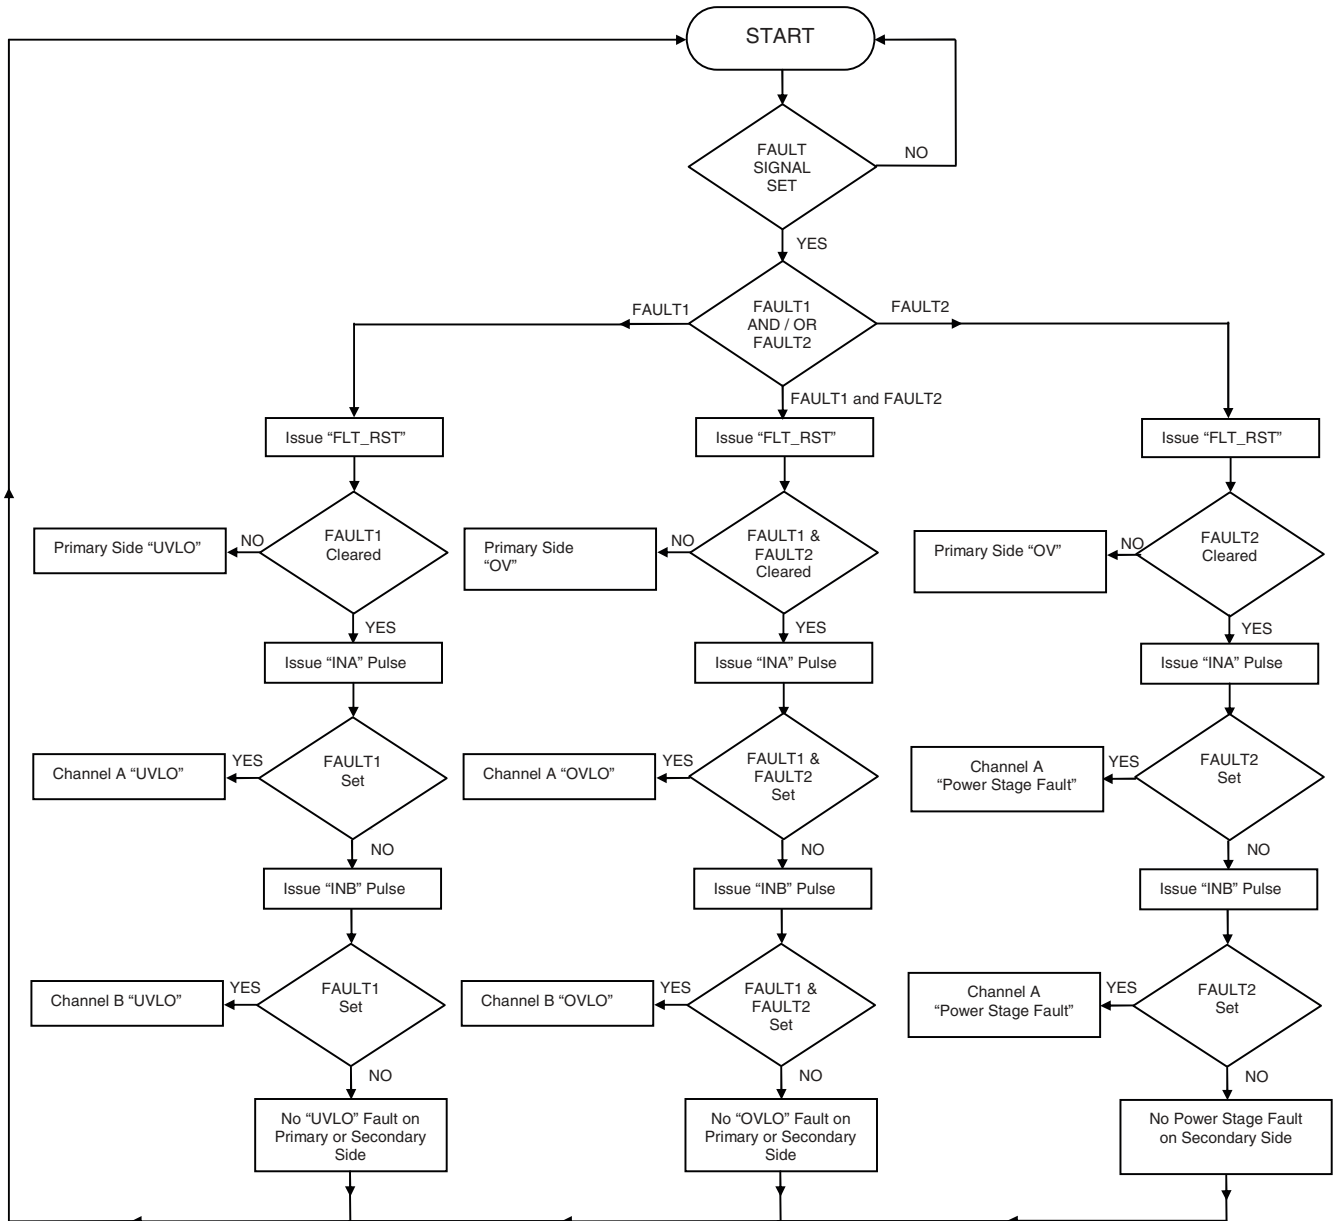 START
FAULT
SIGNAL
SET
NO
YES
FAULT1
FAULT1
AND / OR
FAULT2
FAULT2
FAULT1 and FAULT2
Issue “FLT_RST”
Issue “FLT_RST”
Issue “FLT_RST”
Primary Side “UVLO”
NO
FAULT1
Cleared
Primary Side
“OV”
NO
FAULT1 &
FAULT2
Cleared
Primary Side “OV”
NO
FAULT2
Cleared
YES
YES
YES
Issue “INA” Pulse
Issue “INA” Pulse
Issue “INA” Pulse
Channel A “UVLO”
YES
FAULT1
Set
Channel A “OVLO”
YES
FAULT1 &
FAULT2
Set
Channel A
“Power Stage Fault”
YES
FAULT2
Set
NO
NO
NO
Issue “INB” Pulse
Issue “INB” Pulse
Issue “INB” Pulse
Channel B “UVLO”
YES
FAULT1
Set
Channel B “OVLO”
YES
FAULT1 &
FAULT2
Set
Channel A
“Power Stage Fault”
YES
FAULT2
Set
NO
NO
NO
No “UVLO” Fault on
Primary or Secondary
Side
No “OVLO” Fault on
Primary or Secondary
Side
No Power Stage Fault
on Secondary Side